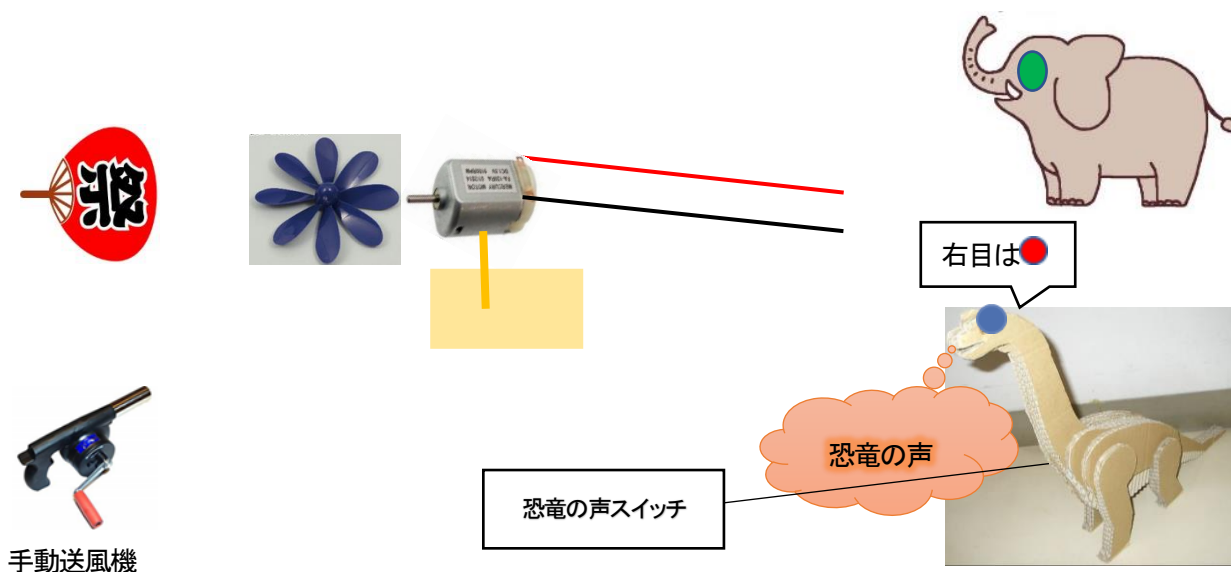 祭
右目は
恐竜の声
恐竜の声スイッチ
手動送風機